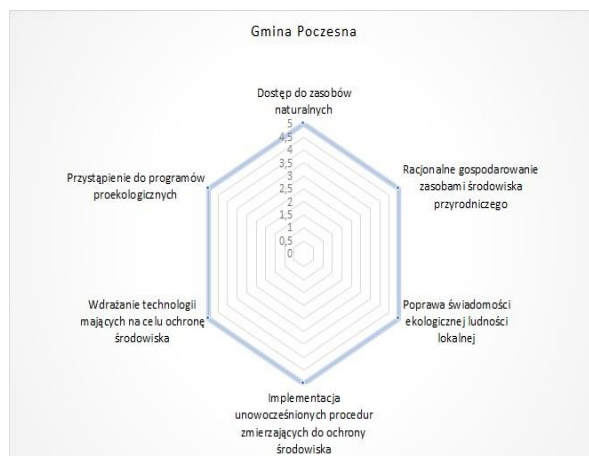 Gmina Poczesna
Dostęp do zasobów
naturalnych
5
4,5
4
3,5
3
2,5
2
1,5
1
0,5
0
Racjonalne gospodarowanie
zasobami środowiska
przyrodniczego
Poprawa świadomości
ekologicznej ludności
lokalnej
Implementacja
unowocześnionych procedur
zmierzających do ochrony
środowiska
Wdrażanie technologii
mających na celu ochronę
środowiska
Przystąpienie do programów
proekologicznych